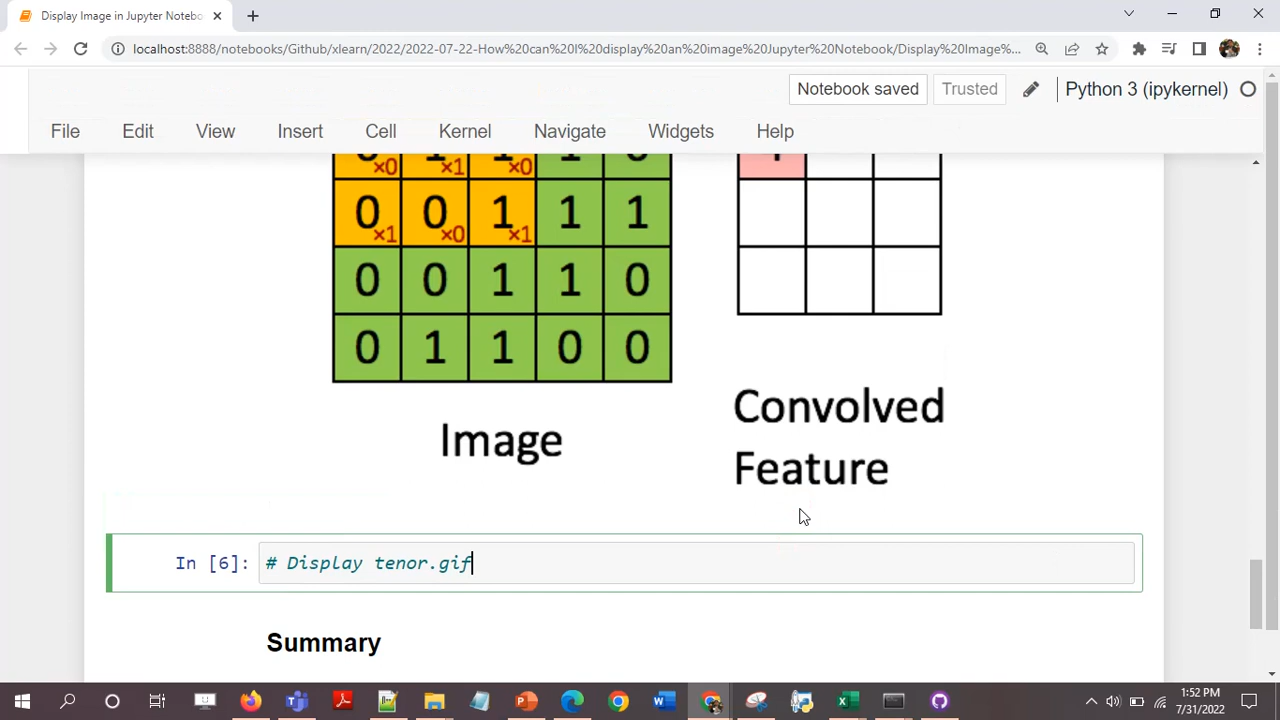 Display Image in Jupyter Notebo
localhost:8888/notebooks/Github/xlearn/2022/2022-07-22-How%20can%20I%20display%20an%20image%20Jupyter%20Notebook/Display%20Image%...
Notebook saved
Trusted
Python 3 (ipykernel)
File Edit View Insert Cell Kernel Navigate Widgets Help
×0 ×1 ×0
0 ×1 0 ×0 1 ×1 1 1
0 0 1 1 0
0 1 1 0 0
Image
Convolved
Feature
In [6]: # Display tenor.gif
Summary
1:52 PM
7/31/2022